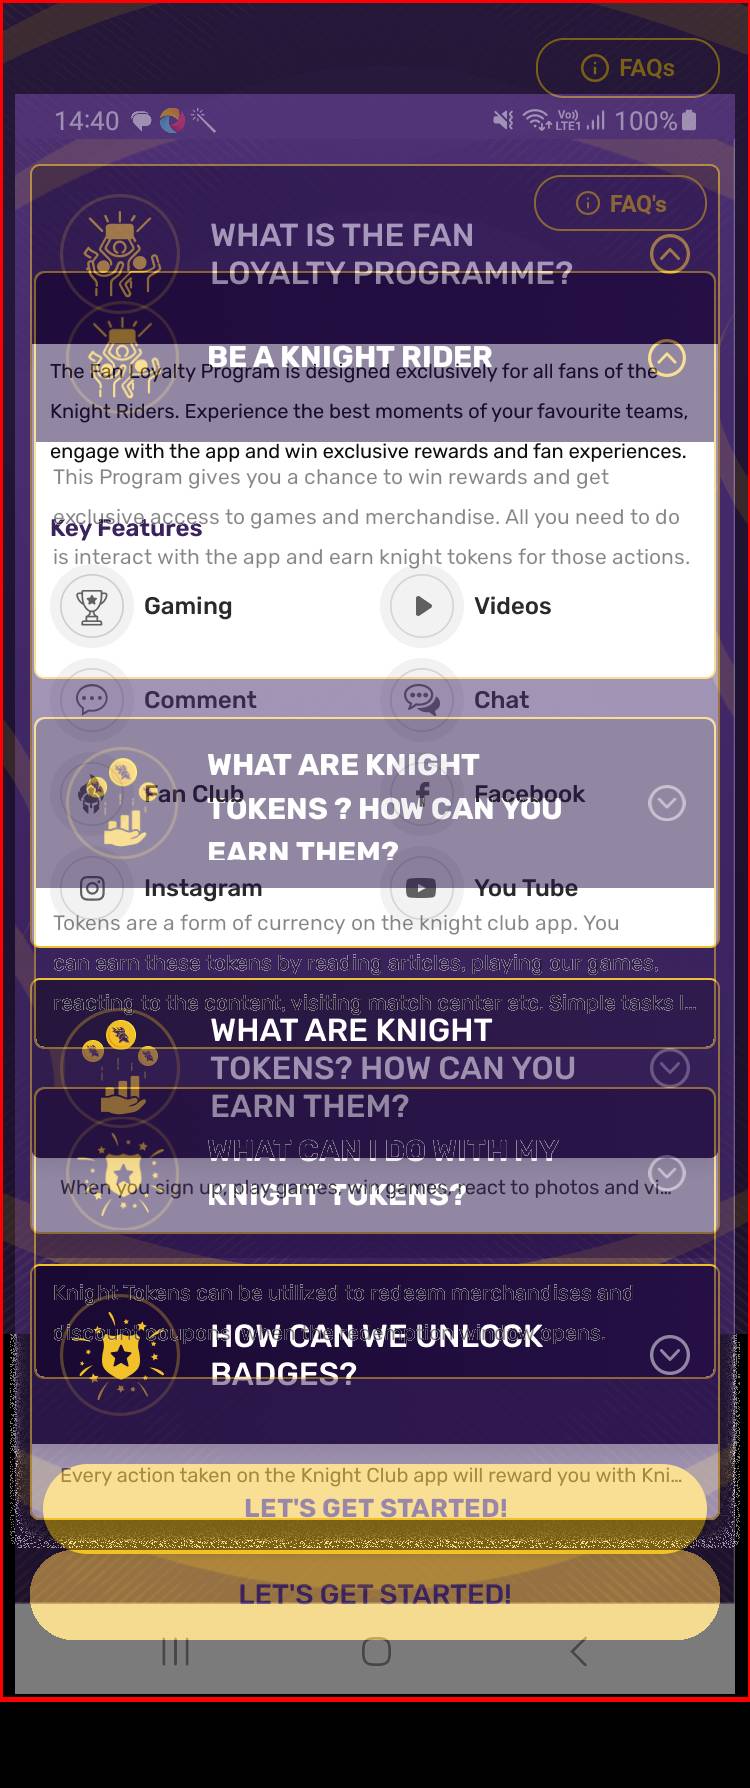 FAQs
14:40
Vo))
LTE1
100%
FAQ's
WHAT IS THE FAN
LOYALTY PROGRAMME?
BE A KNIGHT RIDER
The Fan Loyalty Program is designed exclusively for all fans of the
Knight Riders. Experience the best moments of your favourite teams,
engage with the app and win exclusive rewards and fan experiences.
This Program gives you a chance to win rewards and get
exclusive access to games and merchandise. All you need to do
Key Features
is interact with the app and earn knight tokens for those actions.
Gaming
Videos
Comment
Chat
WHAT ARE KNIGHT
Fan Club
Facebook
TOKENS ? HOW CAN YOU
EARN THEM?
Instagram
You Tube
Tokens are a form of currency on the knight club app. You
can earn these tokens by reading articles, playing our games,
reacting to the content, visiting match center etc. Simple tasks l...
WHAT ARE KNIGHT
TOKENS? HOW CAN YOU
EARN THEM?
WHAT CAN I DO WITH MY
When you sign up, play games, win games, react to photos and vi...
KNIGHT TOKENS?
Knight Tokens can be utilized to redeem merchandises and
discount coupons, when the redemption window opens.
HOW CAN WE UNLOCK
BADGES?
Every action taken on the Knight Club app will reward you with Kni...
LET'S GET STARTED!
LET'S GET STARTED!